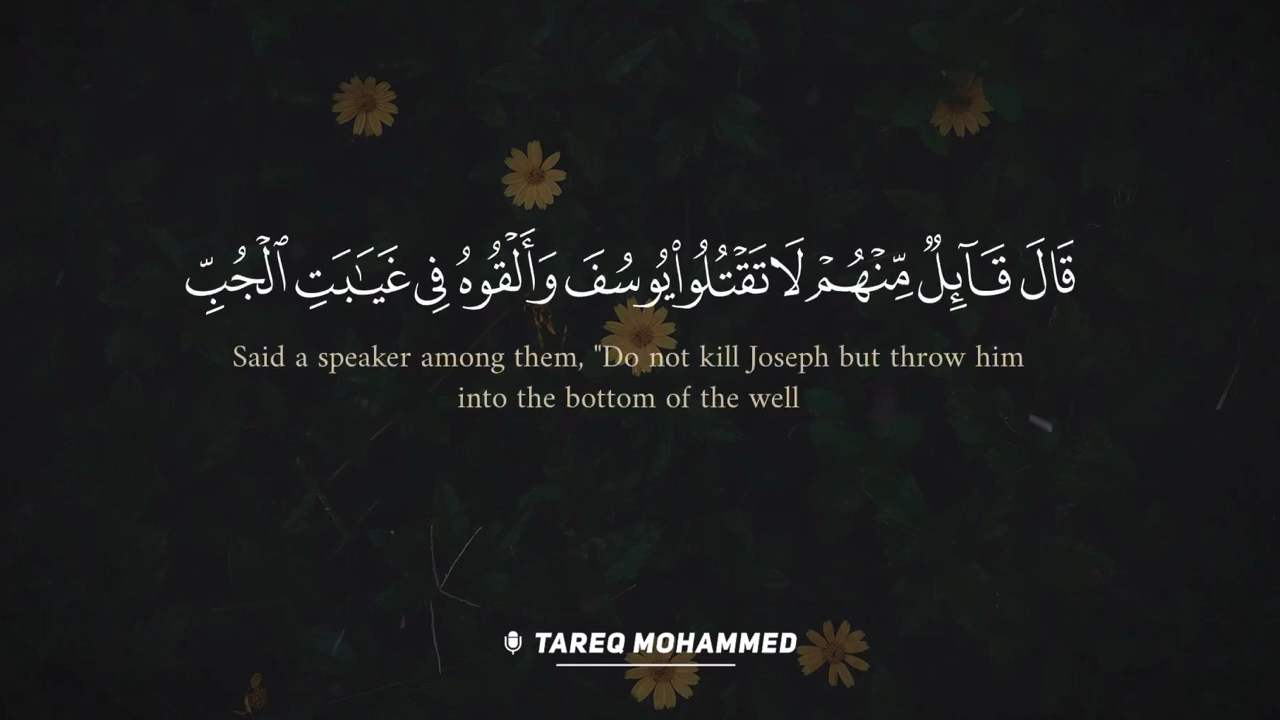 قَالَ قَآئِلٌ مِّنْهُمْ لَا تَقْتُلُوا۟ يُوسُفَ وَأَلْقُوهُ فِى غَيَـٰبَتِ ٱلْجُبِّ
Said a speaker among them, "Do not kill Joseph but throw him
into the bottom of the well
TAREQ MOHAMMED